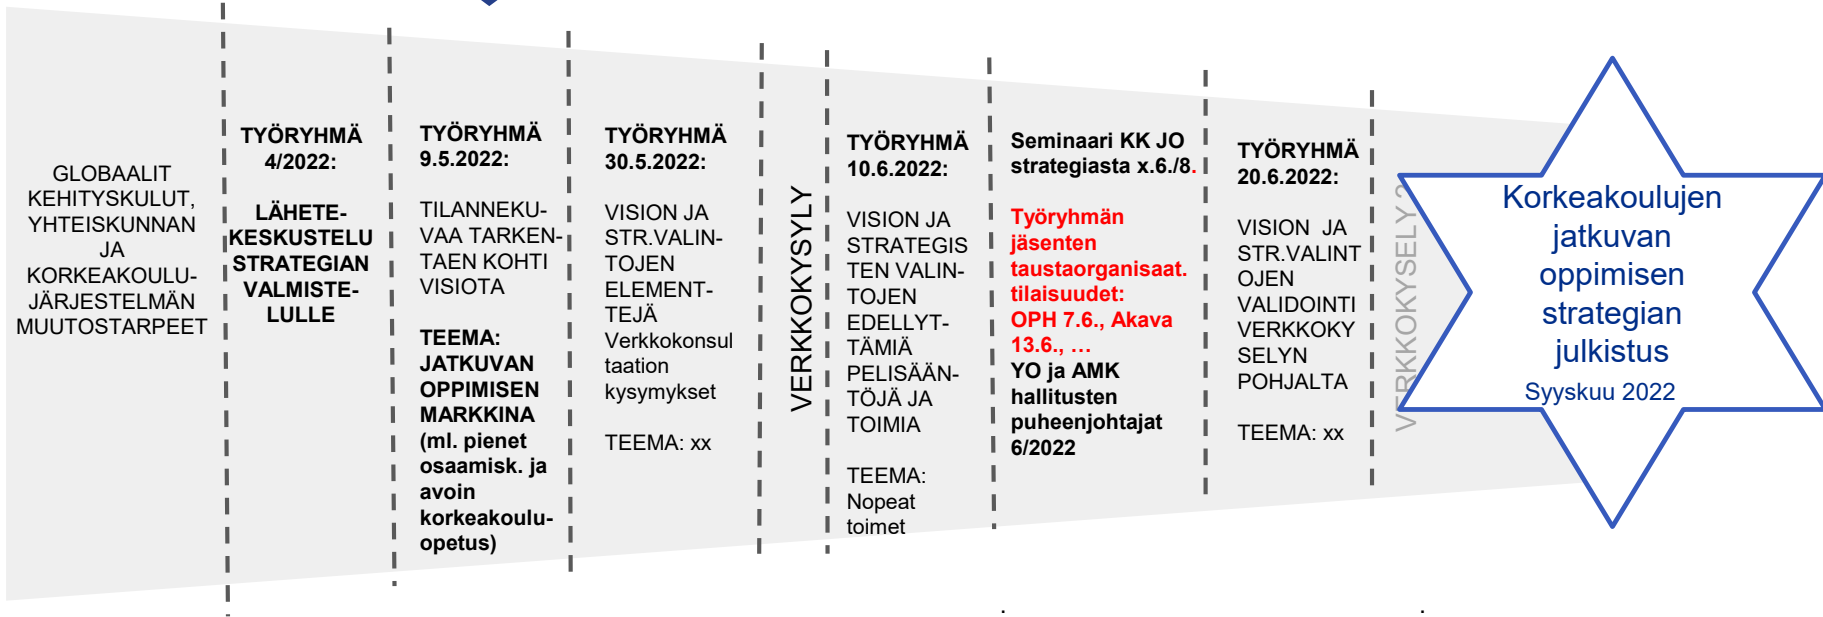 GLOBAALIT
KEHITYSKULUT,
YHTEISKUNNAN
JA
KORKEAKOULU-
JÄRJESTELMÄN
MUUTOSTARPEET
TYÖRYHMÄ
4/2022:
LÄHETE-
KESKUSTELU
STRATEGIAN
VALMISTE-
LULLE
TYÖRYHMÄ
9.5.2022:
TILANNEKU-
VAA TARKEN-
TAEN KOHTI
VISIOTA
TEEMA:
JATKUVAN
OPPIMISEN
MARKKINA
(ml. pienet
osaamisk. ja
avoin
korkeakoulu-
opetus)
TYÖRYHMÄ
30.5.2022:
VISION JA
STR.VALIN-
TOJEN
ELEMENT-
TEJÄ
Verkkokonsul
taation
kysymykset
TEEMA: xx
VERKKOKYSYLY
TYÖRYHMÄ
10.6.2022:
VISION JA
STRATEGIS
TEN VALIN-
TOJEN
EDELLYT-
TÄMIÄ
PELISÄÄN-
TÖJÄ JA
TOIMIA
TEEMA:
Nopeat
toimet
Seminaari KK JO
strategiasta x.6./8.
Työryhmän
jäsenten
taustaorganisaat.
tilaisuudet:
OPH 7.6., Akava
13.6., …
YO ja AMK
hallitusten
puheenjohtajat
6/2022
TYÖRYHMÄ
20.6.2022:
VISION JA
STR.VALINT
OJEN
VALIDOINTI
VERKKOKY
SELYN
POHJALTA
TEEMA: xx
VERKKOKYSELY
Korkeakoulujen
jatkuvan
oppimisen
strategian
julkistus
Syyskuu 2022